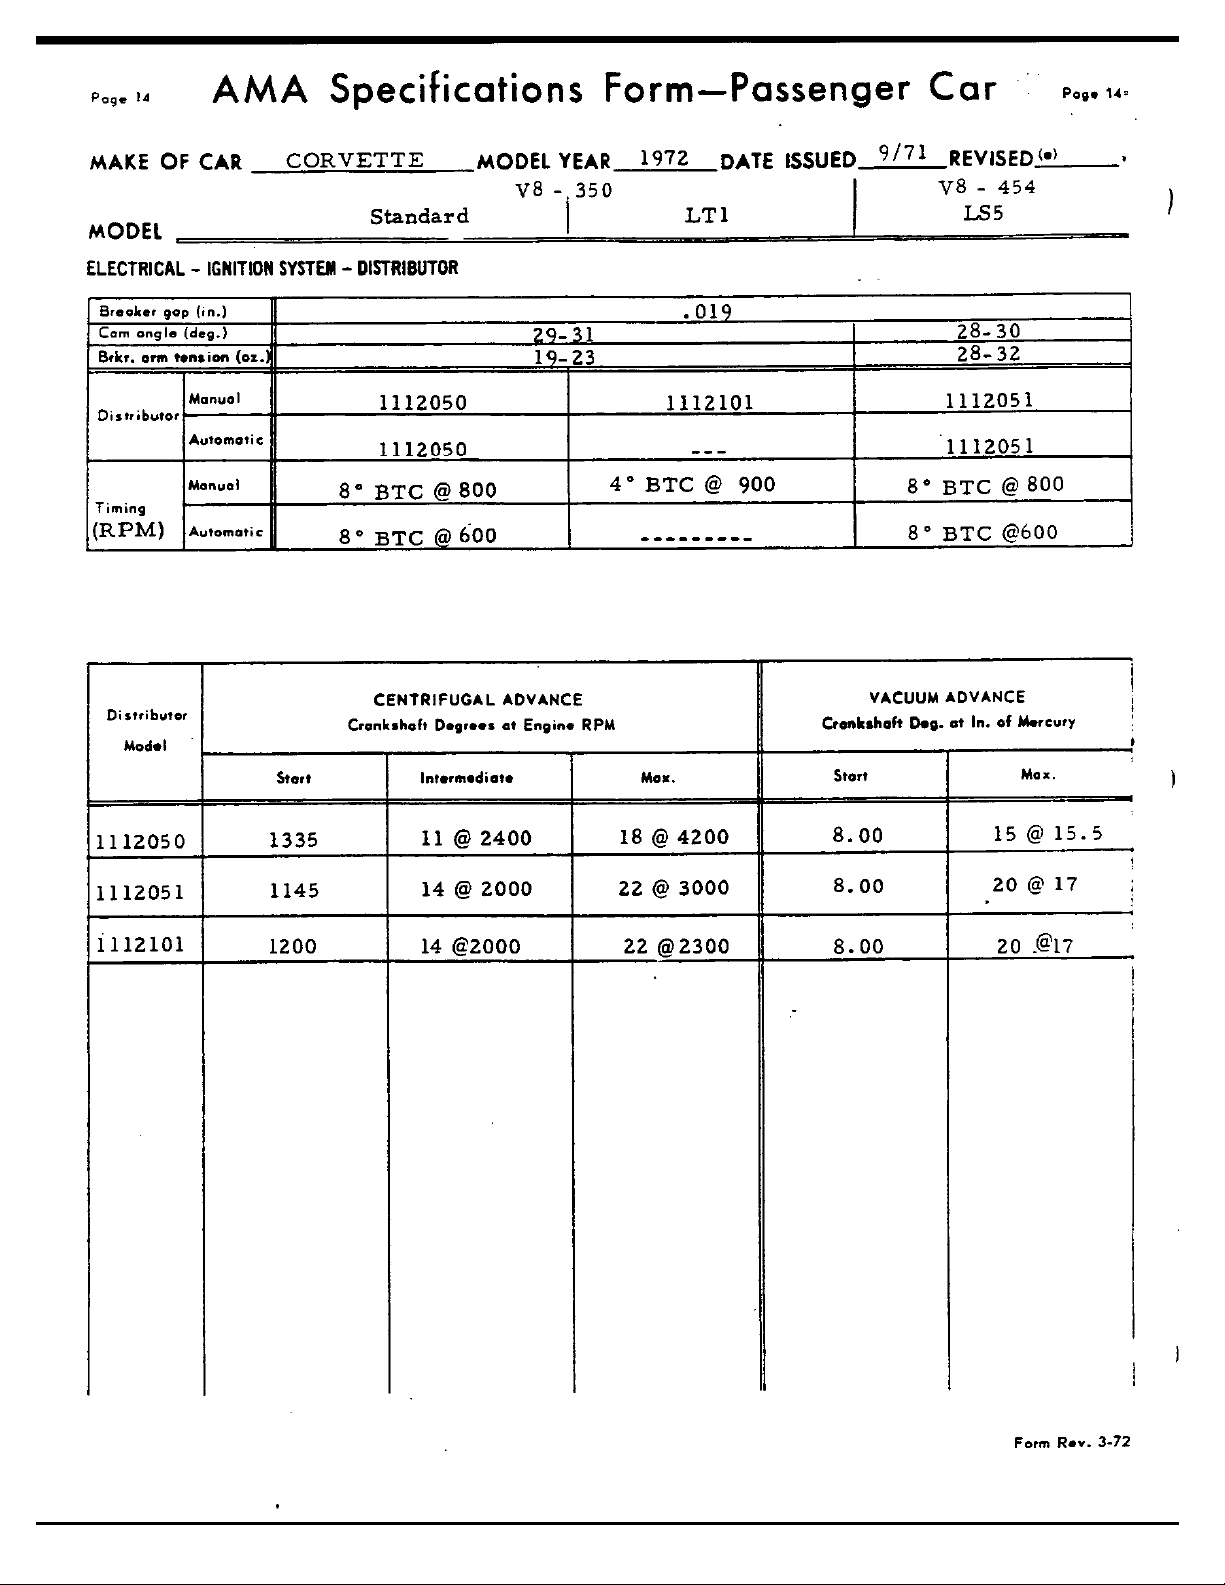 Page 14 AMA Specifications Form—Passenger Car Page 14
MAKE OF CAR CORVETTE MODEL YEAR 1972 DATE ISSUED 9/71 REVISED (•)
V8 - 350 V8 - 454
MODEL Standard LT1 LS5
ELECTRICAL - IGNITION SYSTEM - DISTRIBUTOR
Breaker gap (in.) .019
Cam angle (deg.) 29-31 28-30
Brkr. arm tension (oz.) 19-23 28-32
Distributor
Manual 1112050 1112101 1112051
Automatic 1112050 --- 1112051
Timing
(RPM)
Manual 8° BTC @ 800 4° BTC @ 900 8° BTC @ 800
Automatic 8° BTC @ 600 --------- 8° BTC @600
Distributor
Model
CENTRIFUGAL ADVANCE VACUUM ADVANCE
Crankshaft Degrees at Engine RPM Crankshaft Deg. at In. of Mercury
Start Intermediate Max. Start Max.
1112050 1335 11 @ 2400 18 @ 4200 8.00 15 @ 15.5
1112051 1145 14 @ 2000 22 @ 3000 8.00 20 @ 17
1112101 1200 14 @2000 22 @2300 8.00 20 @17
Form Rev. 3-72